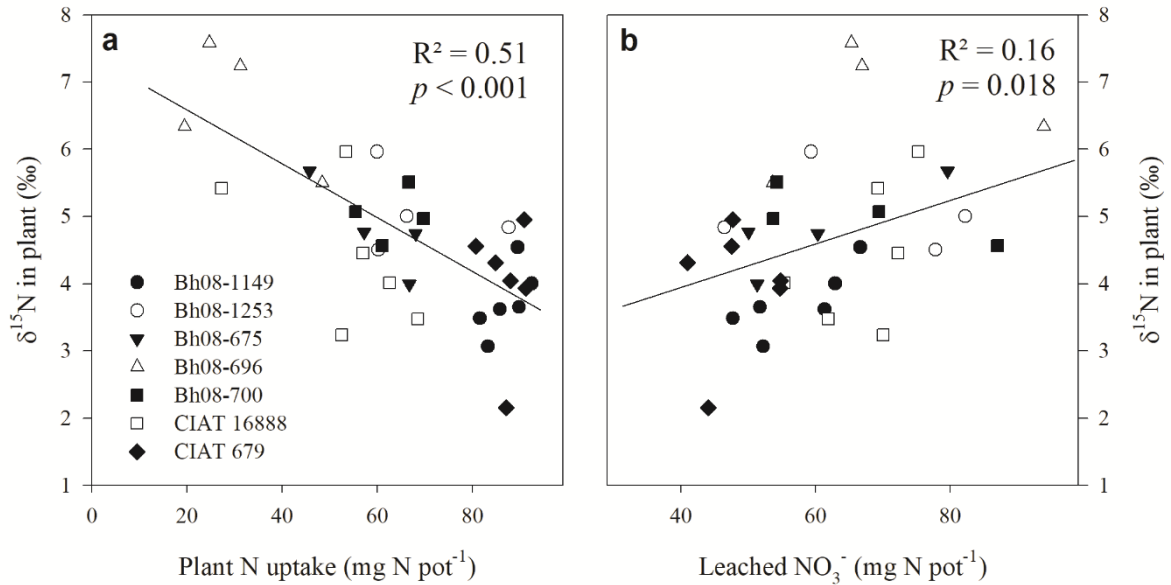 a
R² = 0.51
p < 0.001
δ¹⁵N in plant (‰)
8
7
6
5
4
3
2
1
Bh08-1149
Bh08-1253
Bh08-675
Bh08-696
Bh08-700
CIAT 16888
CIAT 679
0 20 40 60 80
Plant N uptake (mg N pot⁻¹)
b
R² = 0.16
p = 0.018
8
7
6
5
4
3
2
1
δ¹⁵N in plant (‰)
40 60 80
Leached NO₃⁻ (mg N pot⁻¹)